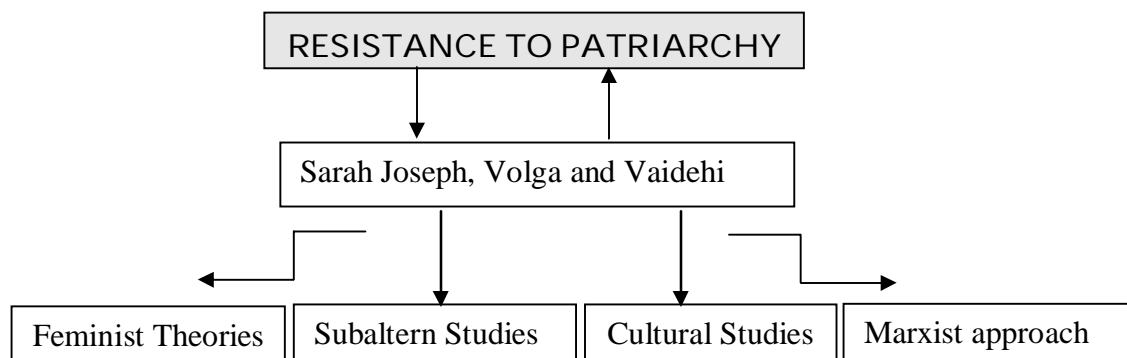 RESISTANCE TO PATRIARCHY
Sarah Joseph, Volga and Vaidehi
Feminist Theories
Subaltern Studies
Cultural Studies
Marxist approach